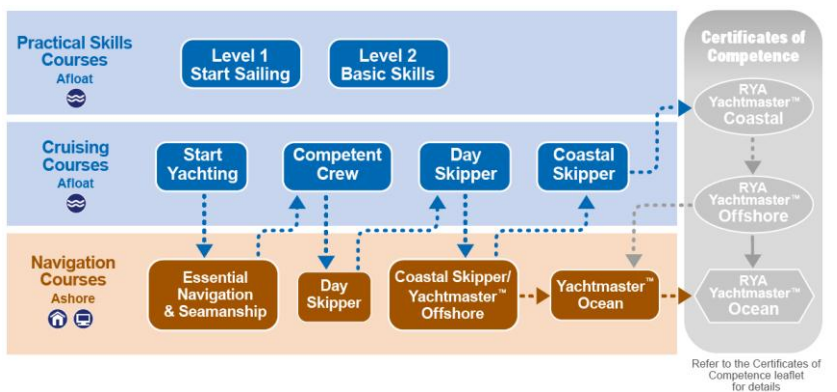 Practical Skills
Courses
Afloat
Level 1
Start Sailing
Level 2
Basic Skills
Cruising
Courses
Afloat
Start
Yachting
Competent
Crew
Day
Skipper
Coastal
Skipper
Navigation
Courses
Ashore
Essential
Navigation
& Seamanship
Day
Skipper
Coastal Skipper/
Yachtmaster™
Offshore
Yachtmaster™
Ocean
Certificates of
Competence
RYA
Yachtmaster™
Coastal
RYA
Yachtmaster™
Offshore
RYA
Yachtmaster™
Ocean
Refer to the Certificates of
Competence leaflet
for details